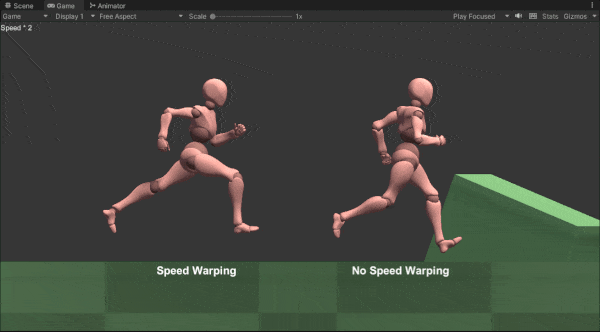 Scene Game Animator
Game Display 1 Free Aspect Scale 1x Play Focused Stats Gizmos
Speed * 2
Speed Warping No Speed Warping